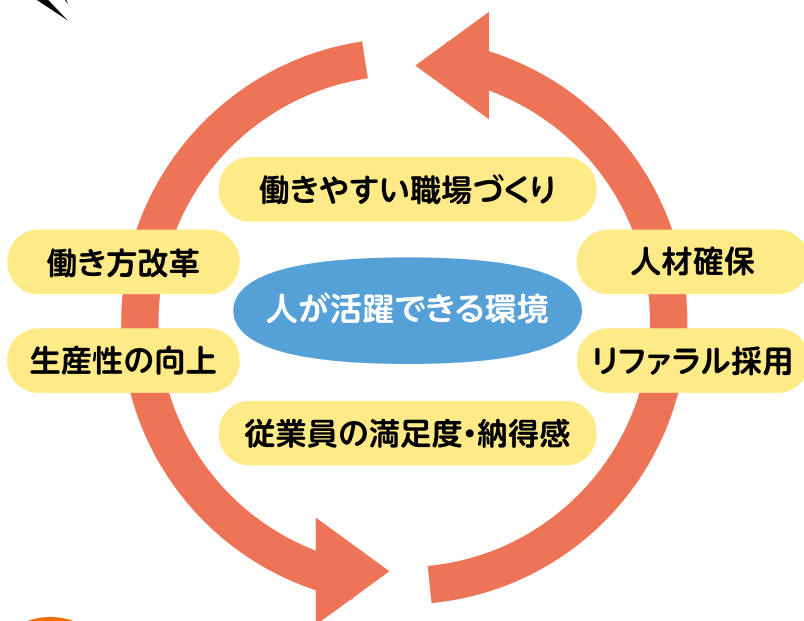 働きやすい職場づくり
働き方改革
人材確保
人が活躍できる環境
生産性の向上
リファラル採用
従業員の満足度・納得感